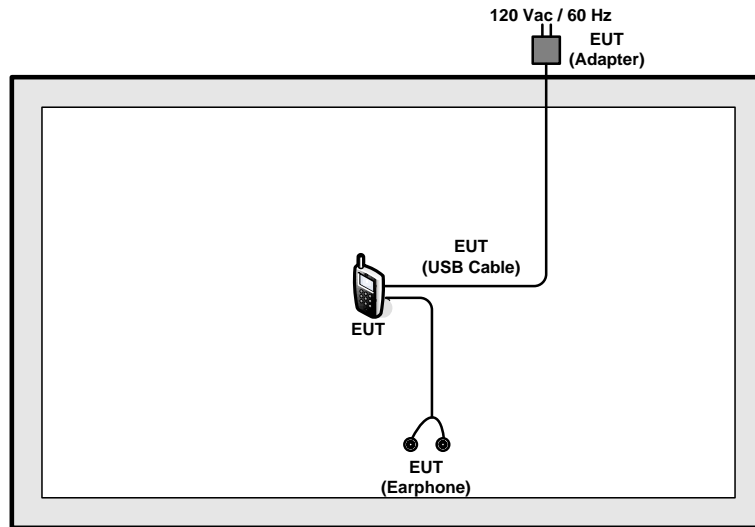 120 Vac / 60 Hz
EUT
(Adapter)
EUT
(USB Cable)
EUT
EUT
(Earphone)